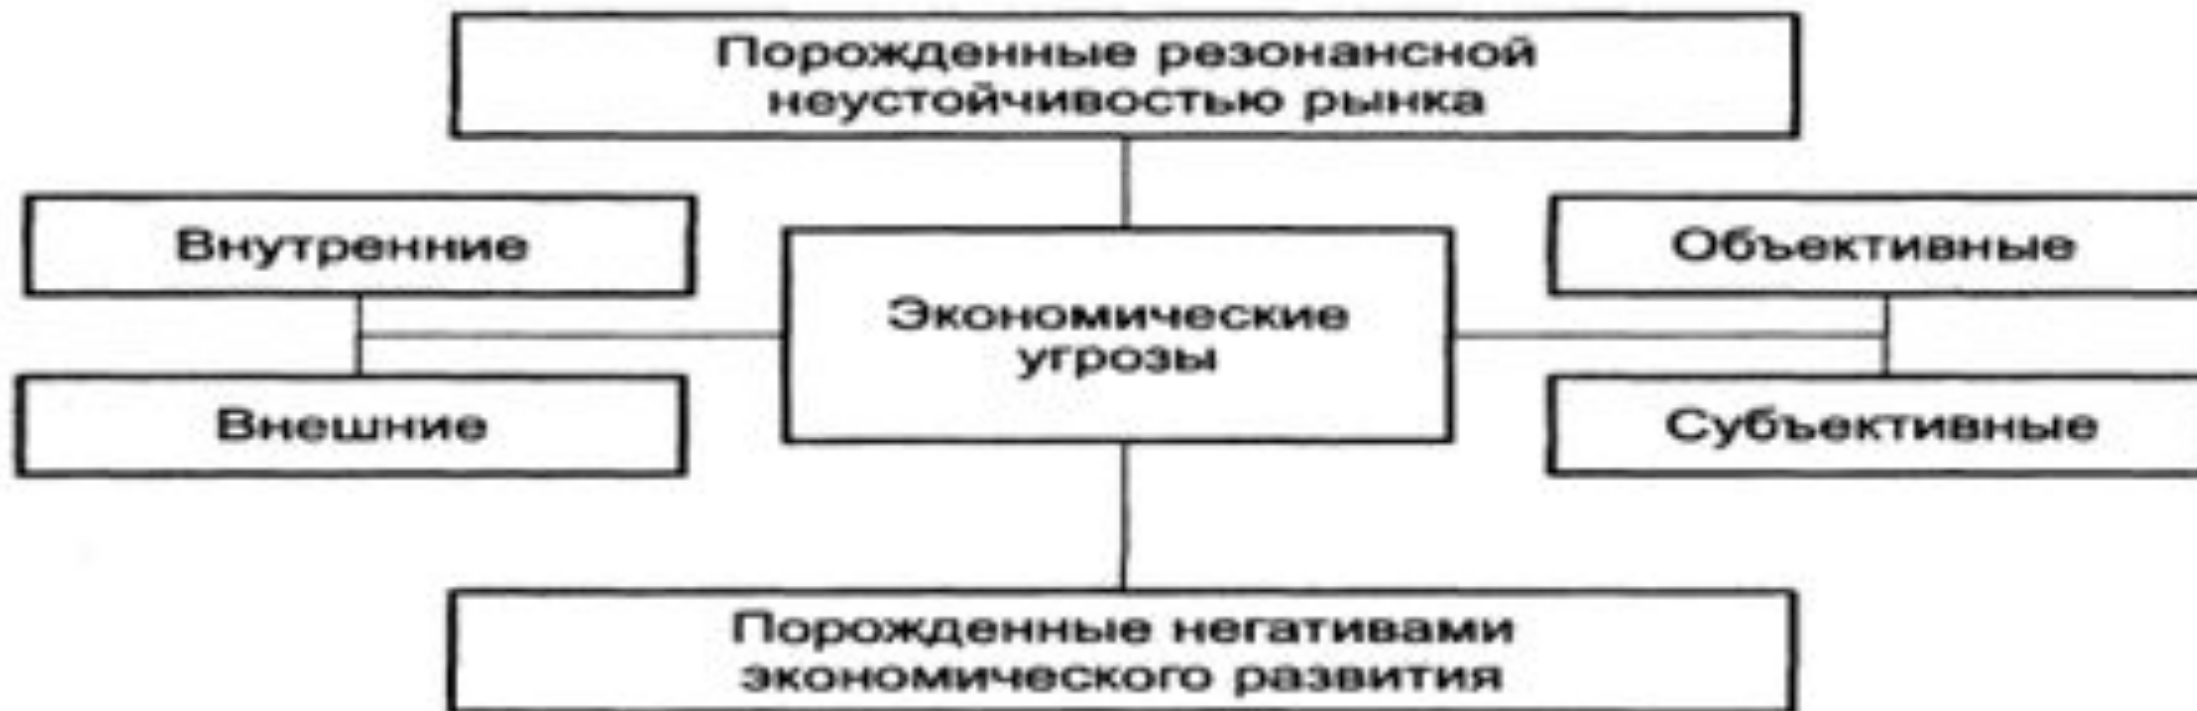 Порожденные резонансной
неустойчивостью рынка
Внутренние
Объективные
Экономические
угрозы
Внешние
Субъективные
Порожденные негативами
экономического развития